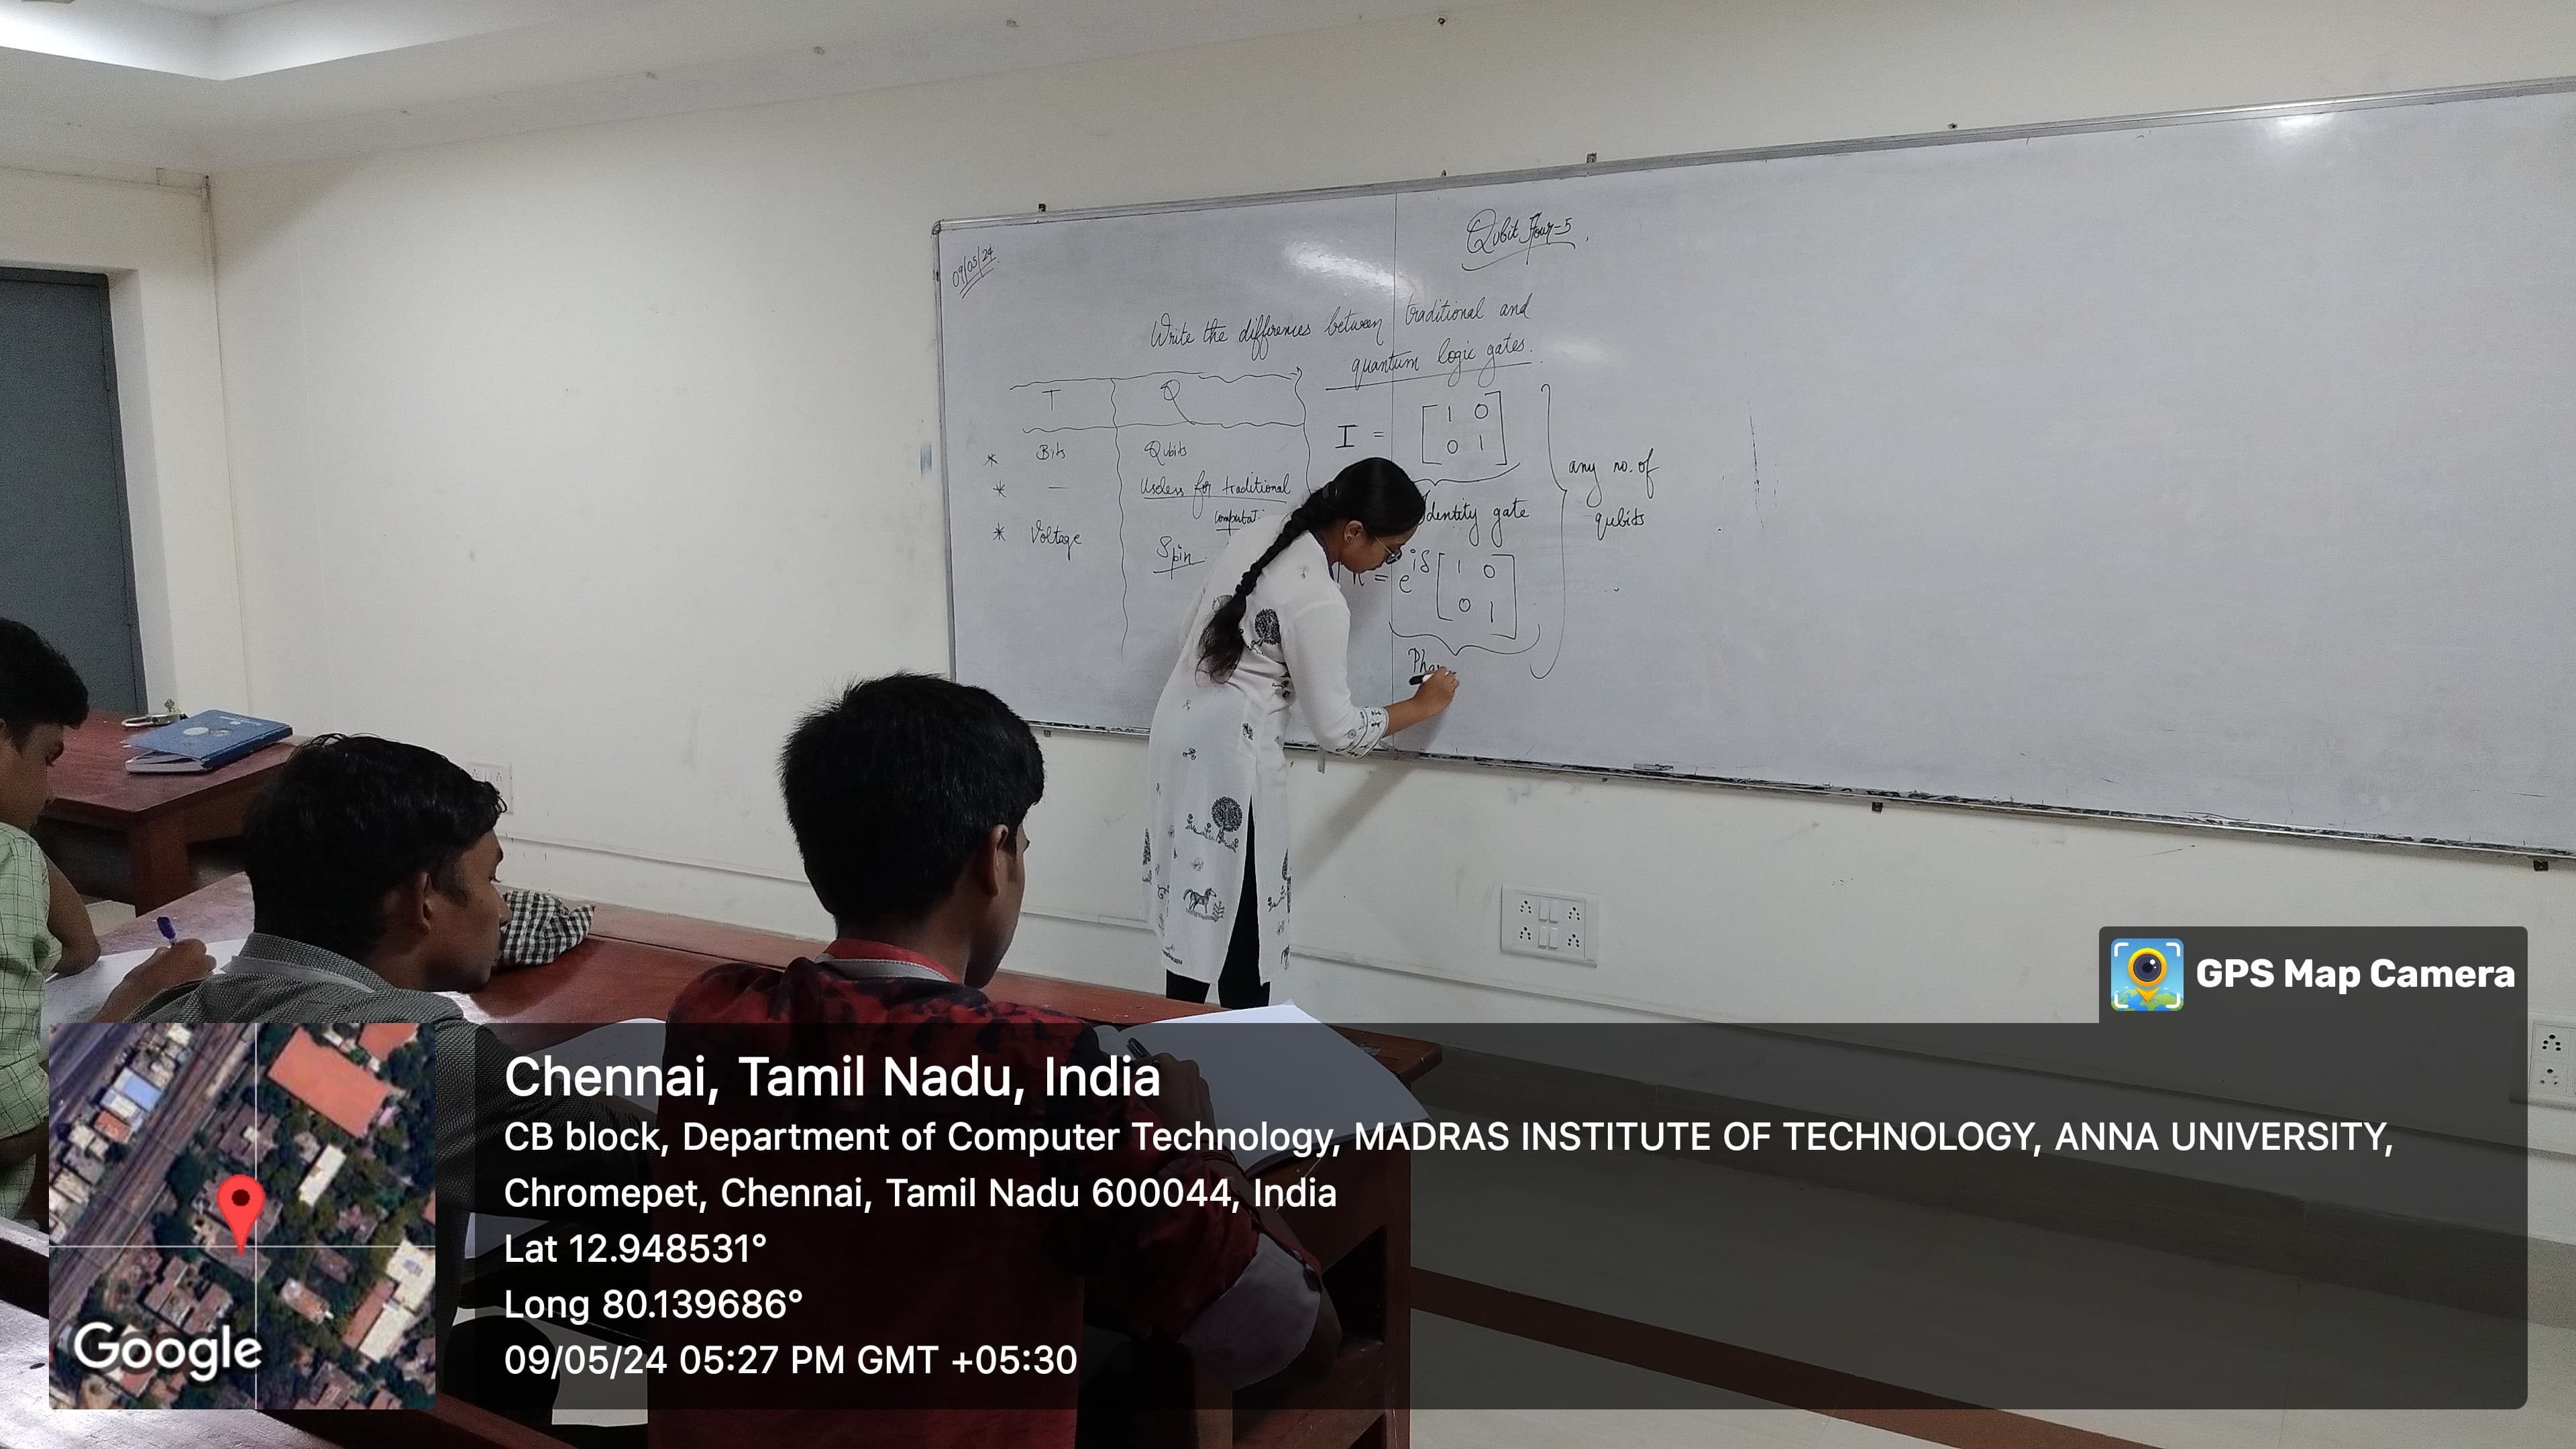 09/05/24
Qubit Hour-5
Write the differences between traditional and
quantum logic gates.
T Q
* Bits Qubits
* — Useless for traditional
computat
* Voltage Spin
I = [ 1 0
0 1 ]
Identity gate
= e^iδ [ 1 0
0 1 ]
any no. of
qubits
GPS Map Camera
Google
Chennai, Tamil Nadu, India
CB block, Department of Computer Technology, MADRAS INSTITUTE OF TECHNOLOGY, ANNA UNIVERSITY,
Chromepet, Chennai, Tamil Nadu 600044, India
Lat 12.948531°
Long 80.139686°
09/05/24 05:27 PM GMT +05:30